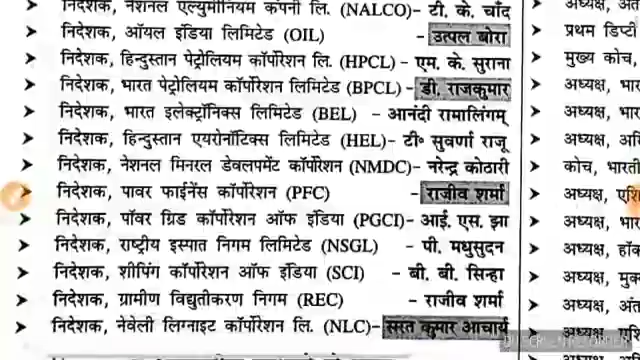 निदेशक, नेशनल एल्युमीनियम कंपनी लि. (NALCO)- टी. के. चाँद
निदेशक, ऑयल इंडिया लिमिटेड (OIL) - उत्पल बोरा
निदेशक, हिन्दुस्तान पेट्रोलियम कॉर्पोरेशन लि. (HPCL) - एम. के. सुराना
निदेशक, भारत पेट्रोलियम कॉर्पोरेशन लिमिटेड (BPCL) - डी. राजकुमार
निदेशक, भारत इलेक्ट्रॉनिक्स लिमिटेड (BEL) - आनंदी रामालिंगम्
निदेशक, हिन्दुस्तान एयरोनॉटिक्स लिमिटेड (HEL)- टी॰ सुवर्णा राजू
निदेशक, नेशनल मिनरल डेवलपमेंट कॉर्पोरेशन (NMDC)- नरेन्द्र कोठारी
निदेशक, पावर फाईनेंस कॉर्पोरेशन (PFC) - राजीव शर्मा
निदेशक, पॉवर ग्रिड कॉर्पोरेशन ऑफ इंडिया (PGCI)- आई. एस. झा
निदेशक, राष्ट्रीय इस्पात निगम लिमिटेड (NSGL) - पी. मधुसुदन
निदेशक, शीपिंग कॉर्पोरेशन ऑफ इंडिया (SCI) - बी. बी. सिन्हा
निदेशक, ग्रामीण विद्युतीकरण निगम (REC) - राजीव शर्मा
निदेशक, नेवेली लिग्नाइट कॉर्पोरेशन लि. (NLC)- सरत कुमार आचार्य
अध्यक्ष,
प्रथम डिप्टी
मुख्य कोच,
अध्यक्ष, भार
अध्यक्ष, भार
अध्यक्ष,
कोच, भारती
अध्यक्ष,
अध्यक्ष, भार
अध्यक्ष,
अध्यक्ष,
अध्यक्ष,
अध्यक्ष,